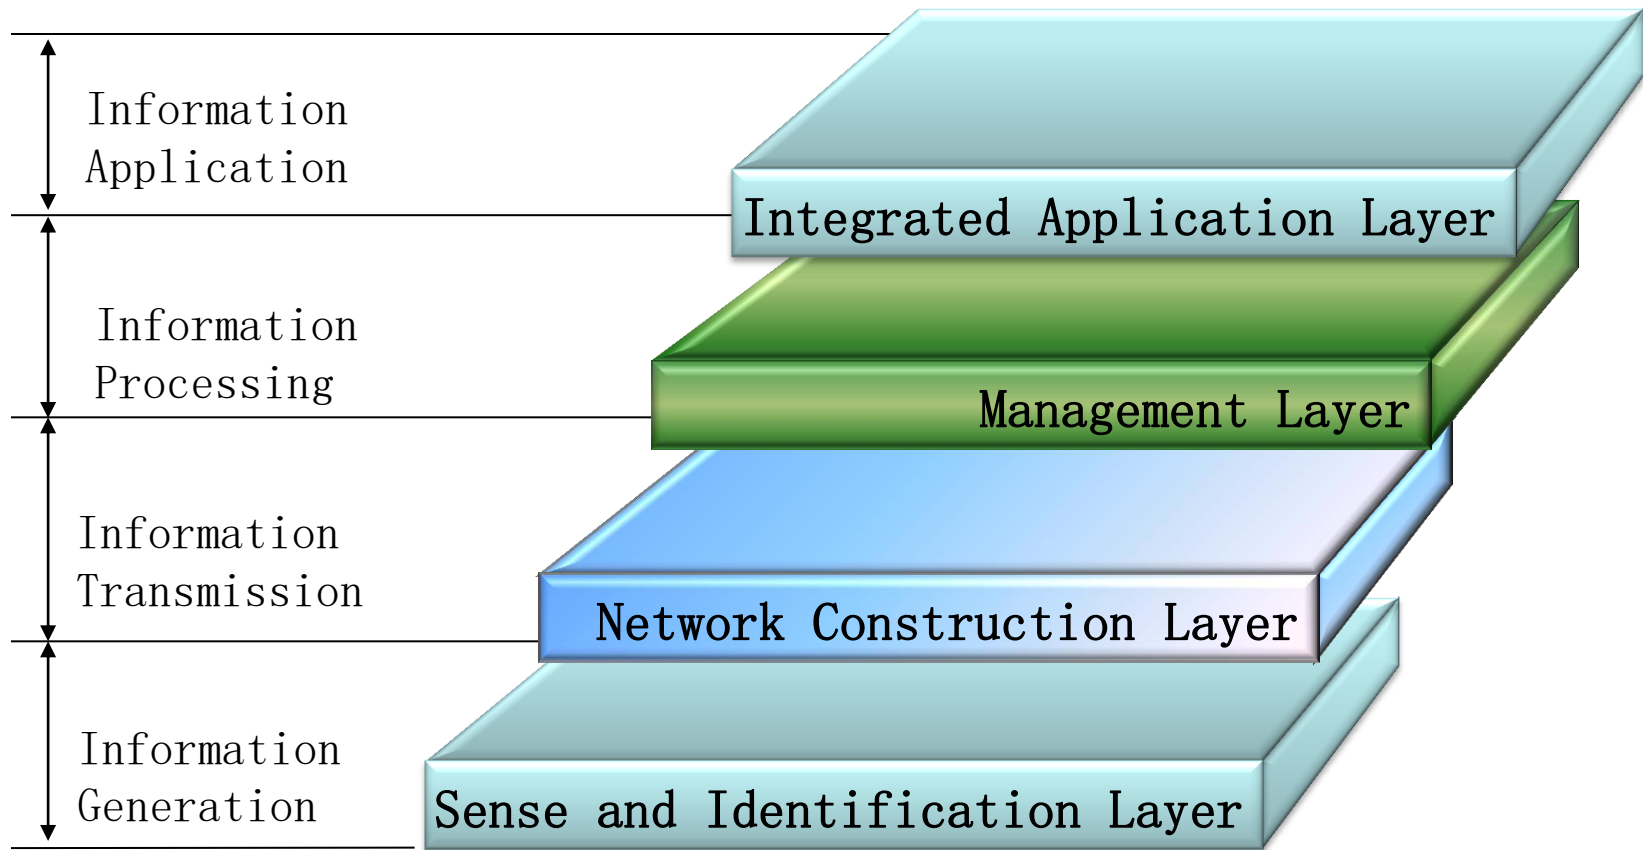 Information
Application
Integrated Application Layer
Information
Processing
Management Layer
Information
Transmission
Network Construction Layer
Information
Generation
Sense and Identification Layer